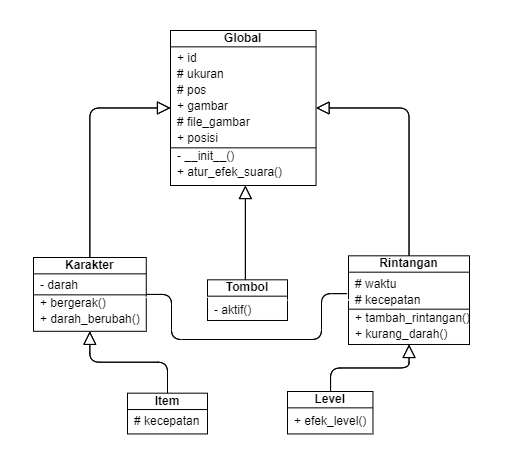 Global
+ id
# ukuran
# pos
+ gambar
# file_gambar
+ posisi
- __init__()
+ atur_efek_suara()
Karakter
- darah
+ bergerak()
+ darah_berubah()
Tombol
- aktif()
Rintangan
# waktu
# kecepatan
+ tambah_rintangan()
+ kurang_darah()
Item
# kecepatan
Level
+ efek_level()